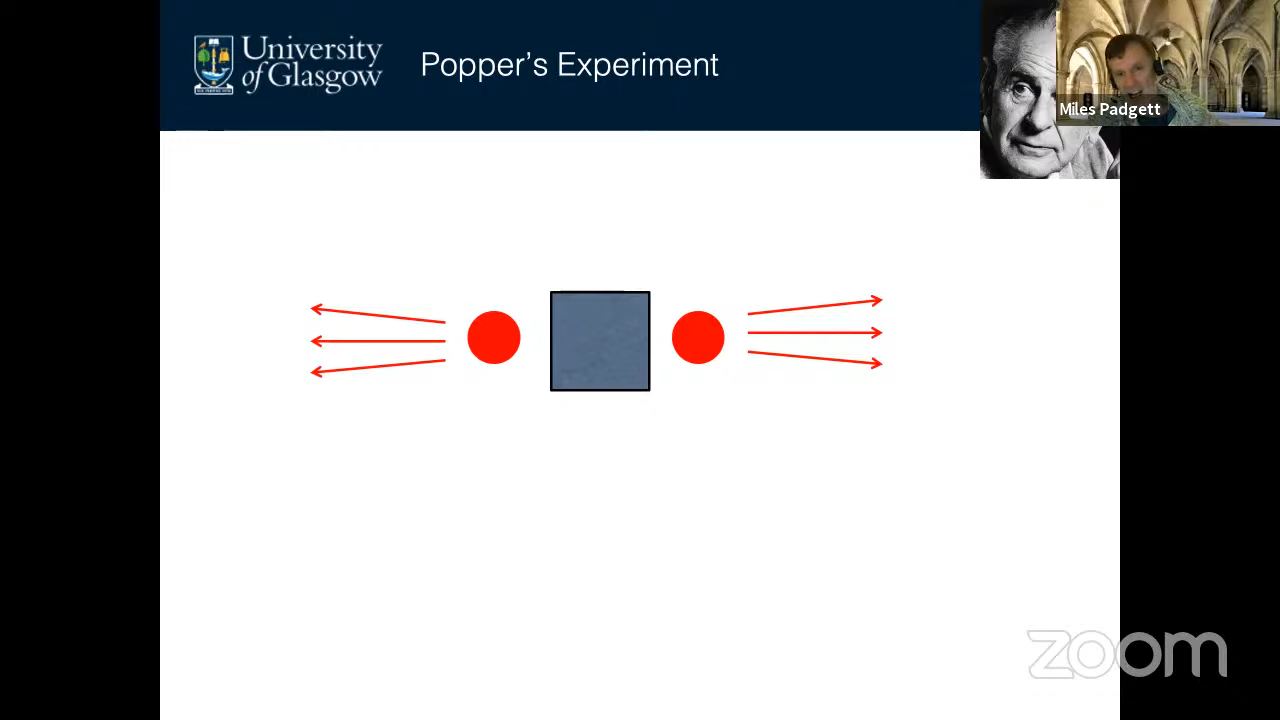 University
of Glasgow
Popper's Experiment
Miles Padgett
zoom